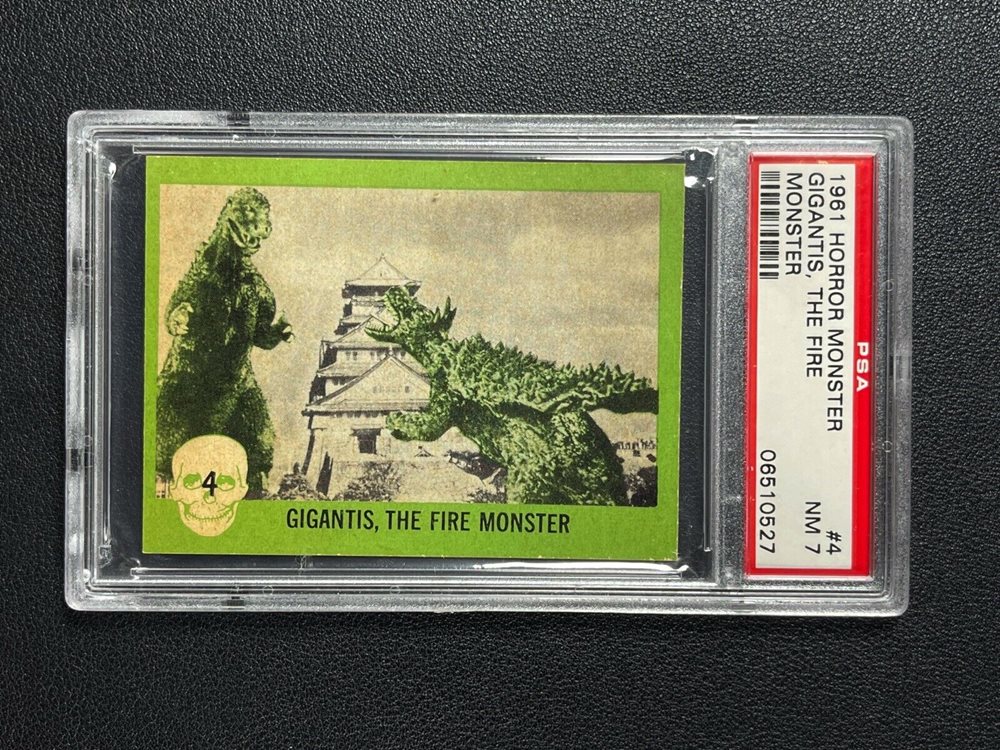 4
GIGANTIS, THE FIRE MONSTER
PSA
1961 HORROR MONSTER #4
GIGANTIS, THE FIRE NM 7
MONSTER 06510527